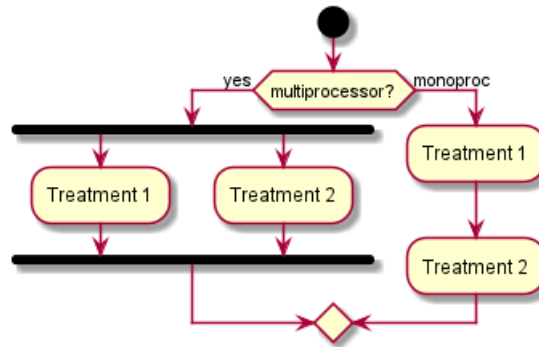 yes
multiprocessor?
monoproc
Treatment 1
Treatment 2
Treatment 1
Treatment 2